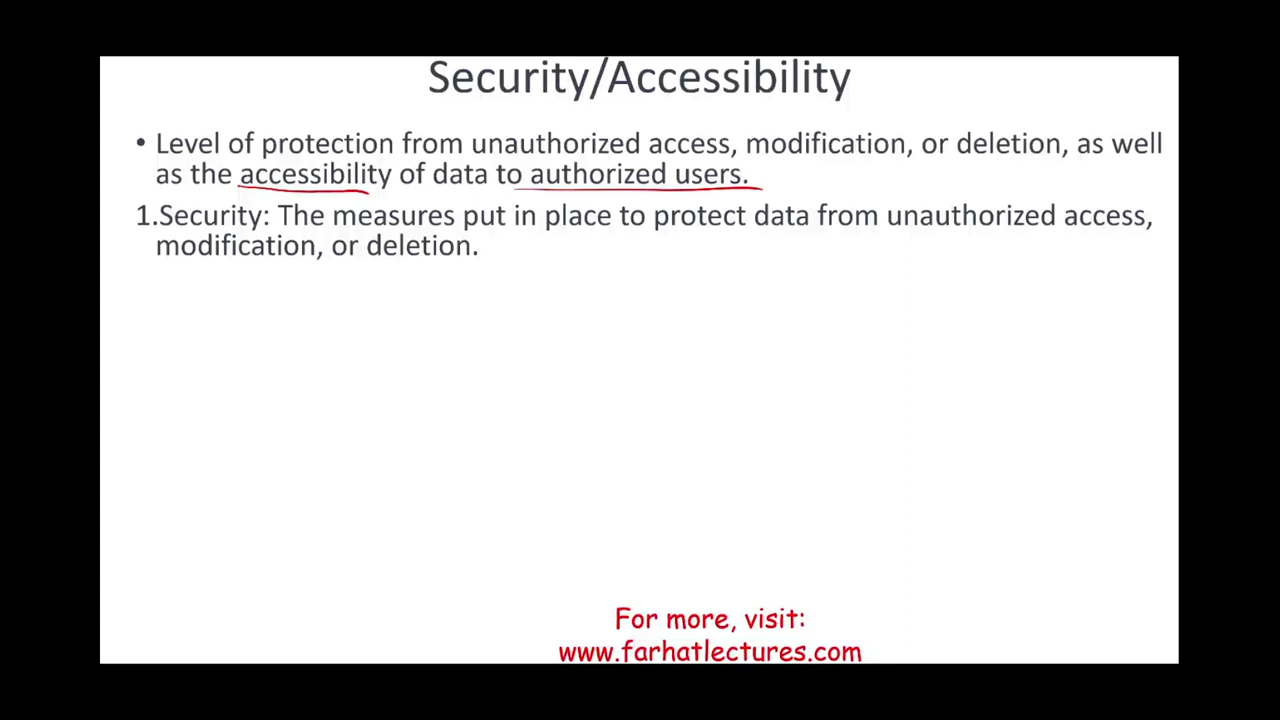 Security/Accessibility
• Level of protection from unauthorized access, modification, or deletion, as well
as the accessibility of data to authorized users.
1.Security: The measures put in place to protect data from unauthorized access,
modification, or deletion.
For more, visit:
www.farhatlectures.com